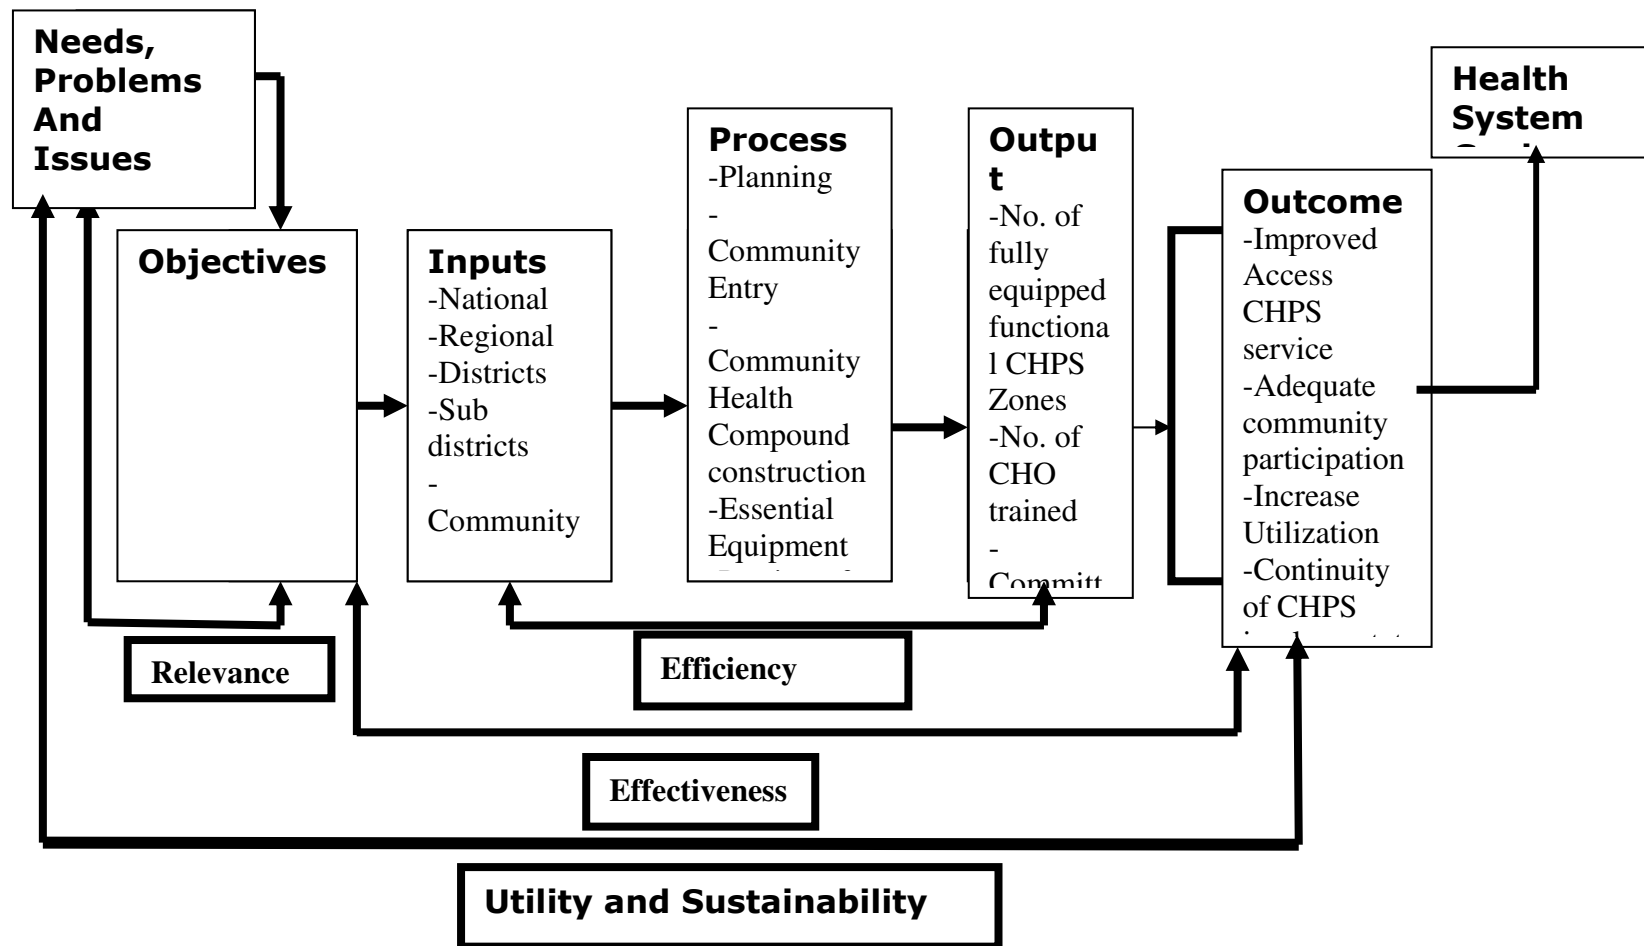 Needs,
Problems
And
Issues
Objectives
Inputs
-National
-Regional
-Districts
-Sub
districts
-
Community
Process
-Planning
-
Community
Entry
-
Community
Health
Compound
construction
-Essential
Equipment
Outpu
t
-No. of
fully
equipped
functiona
l CHPS
Zones
-No. of
CHO
trained
-
Committ
Outcome
-Improved
Access
CHPS
service
-Adequate
community
participation
-Increase
Utilization
-Continuity
of CHPS
Health
System
Relevance
Efficiency
Effectiveness
Utility and Sustainability